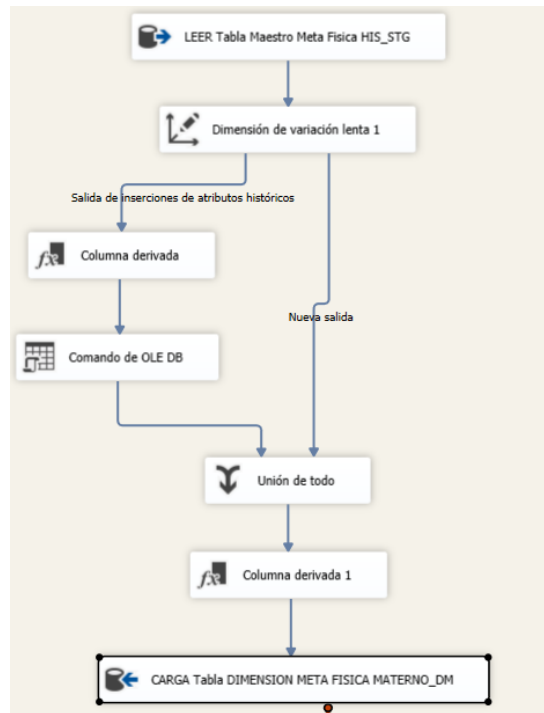 LEER Tabla Maestro Meta Fisica HIS_STG
Dimensión de variación lenta 1
Salida de inserciones de atributos históricos
Columna derivada
Nueva salida
Comando de OLE DB
Unión de todo
Columna derivada 1
CARGA Tabla DIMENSION META FISICA MATERNO_DM